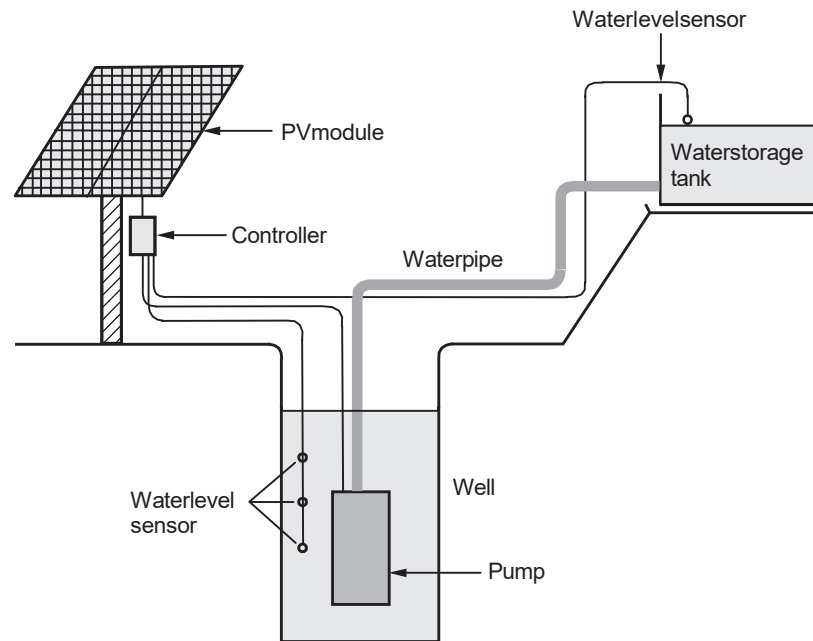 Waterlevelsensor
PVmodule
Waterstorage
tank
Controller
Waterpipe
Waterlevel
sensor
Well
Pump